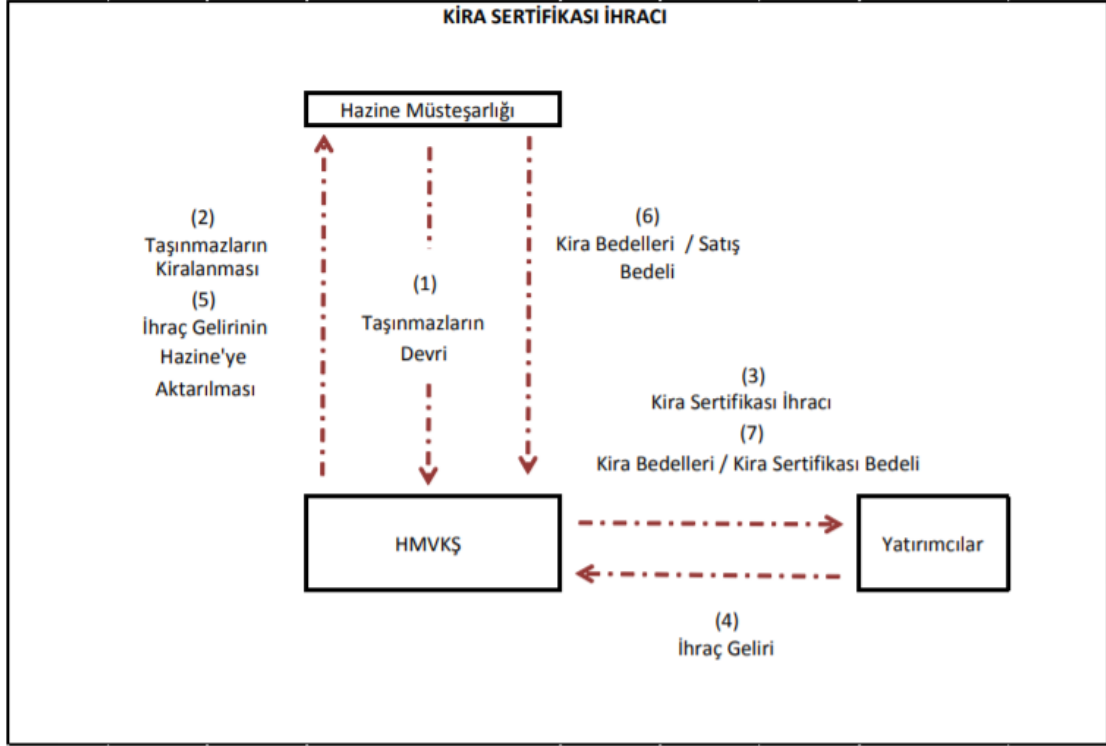 KİRA SERTİFİKASI İHRACI
Hazine Müsteşarlığı
(2)
Taşınmazların
Kiralanması
(5)
İhraç Gelirinin
Hazine'ye
Aktarılması
(1)
Taşınmazların
Devri
(6)
Kira Bedelleri / Satış
Bedeli
(3)
Kira Sertifikası İhracı
(7)
Kira Bedelleri / Kira Sertifikası Bedeli
HMVKŞ
Yatırımcılar
(4)
İhraç Geliri